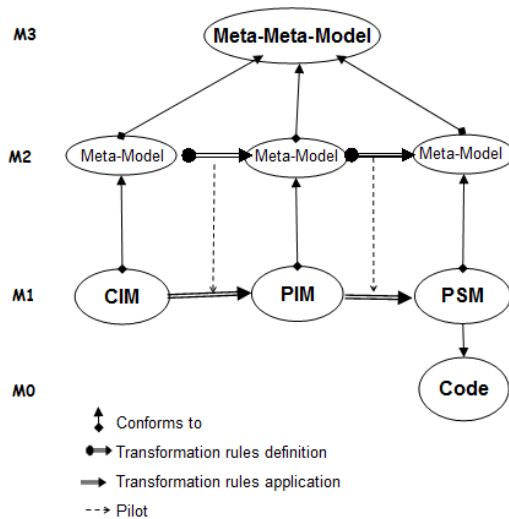 M3
Meta-Meta-Model
M2
Meta-Model
Meta-Model
Meta-Model
M1
CIM
PIM
PSM
M0
Code
Conforms to
Transformation rules definition
Transformation rules application
Pilot